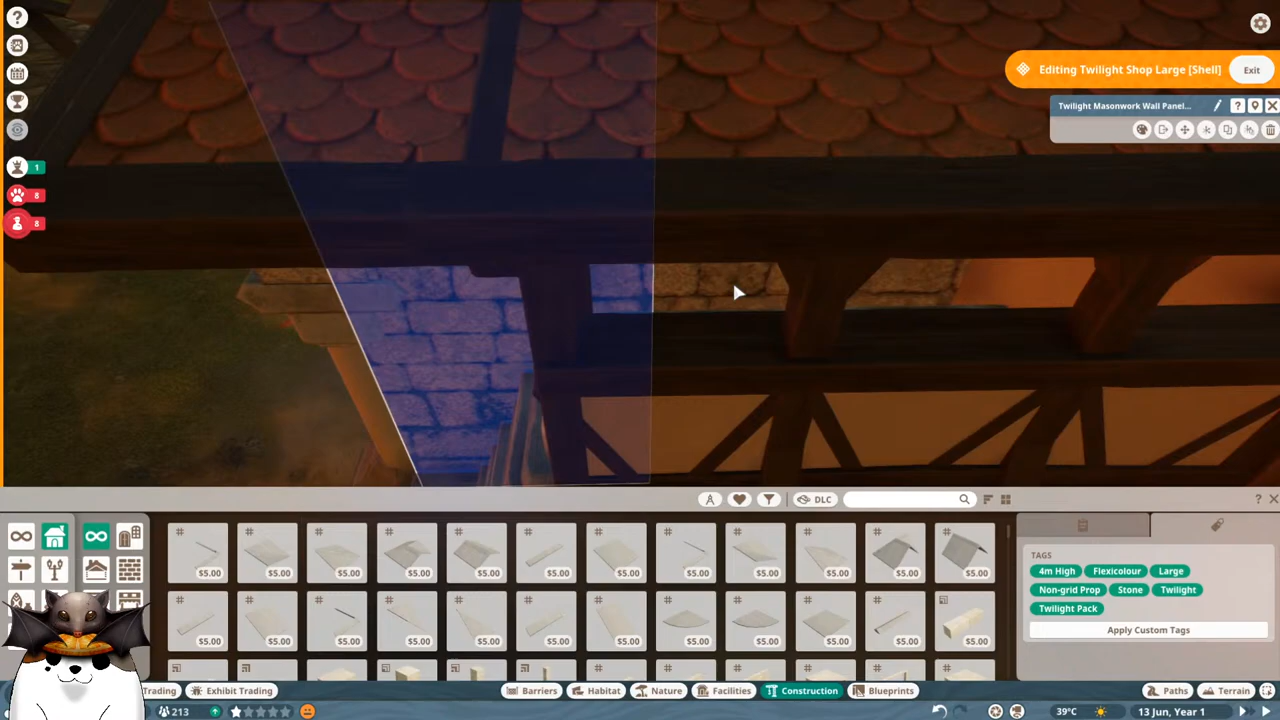 Editing Twilight Shop Large [Shell]
Exit
Twilight Masonwork Wall Panel...
1
8
8
DLC
$5.00 $5.00 $5.00 $5.00 $5.00 $5.00 $5.00 $5.00 $5.00 $5.00 $5.00 $5.00
$5.00 $5.00 $5.00 $5.00 $5.00 $5.00 $5.00 $5.00 $5.00 $5.00 $5.00 $5.00
TAGS
4m High Flexicolour Large
Non-grid Prop Stone Twilight
Twilight Pack
Apply Custom Tags
Trading Exhibit Trading Barriers Habitat Nature Facilities Construction Blueprints Paths Terrain
213 39°C 13 Jun, Year 1